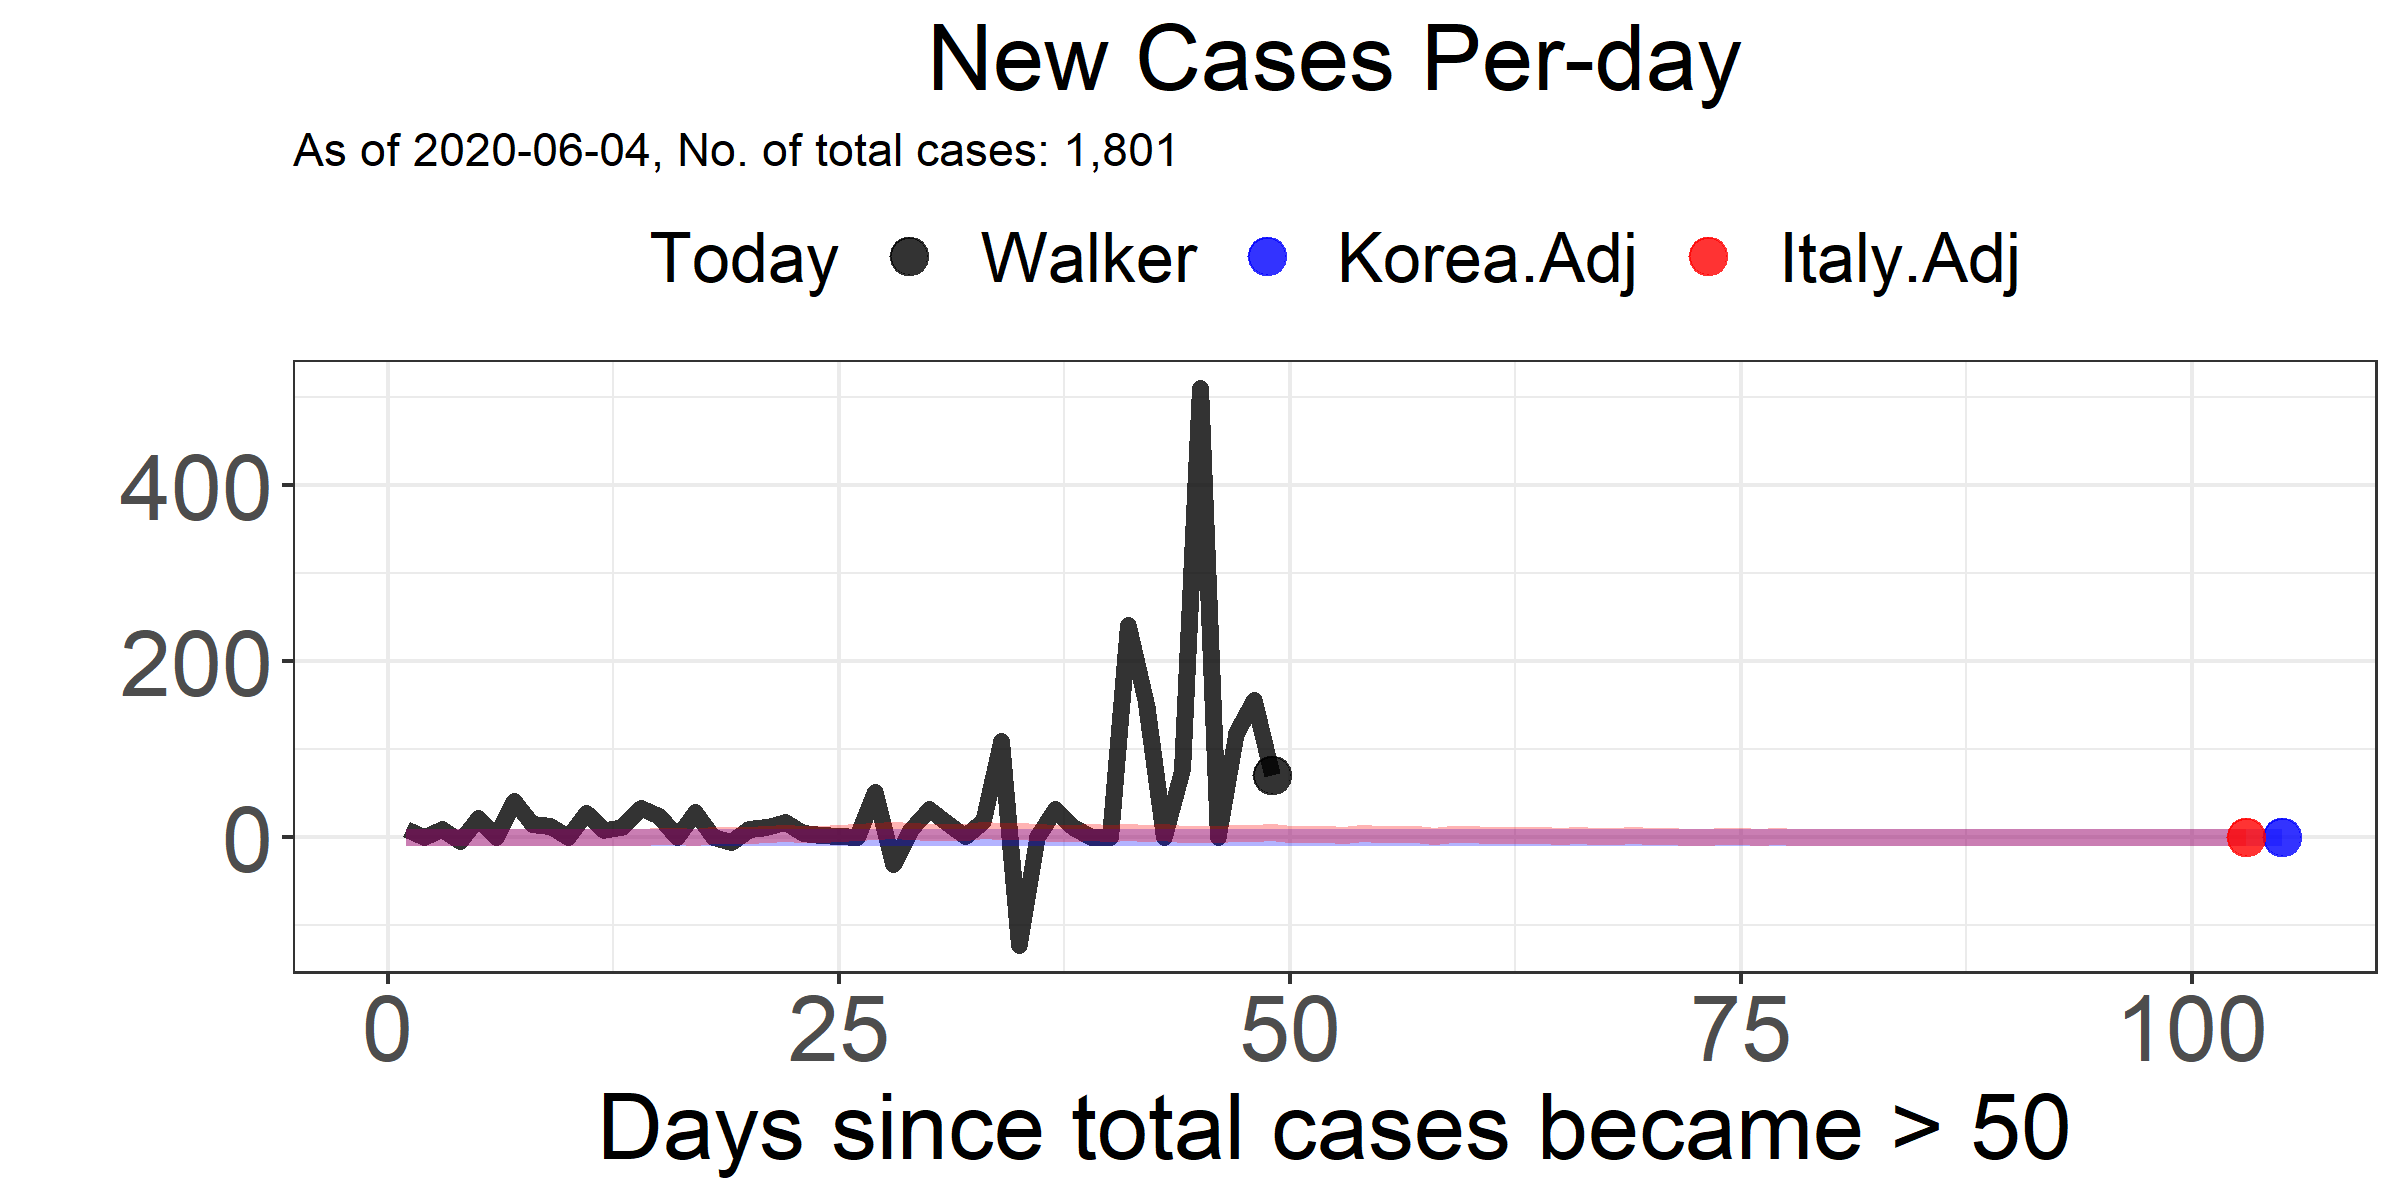 New Cases Per-day
As of 2020-06-04, No. of total cases: 1,801
Today Walker Korea.Adj Italy.Adj
400
200
0
0 25 50 75 100
Days since total cases became > 50